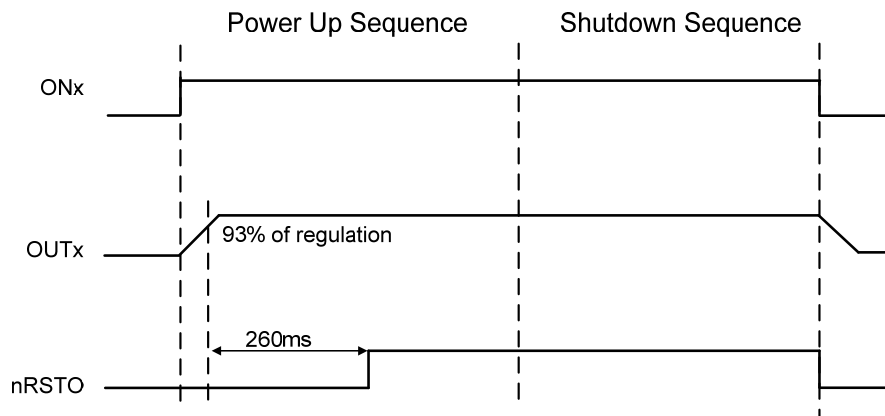 Power Up Sequence
Shutdown Sequence
ONx
OUTx
93% of regulation
260ms
nRSTO